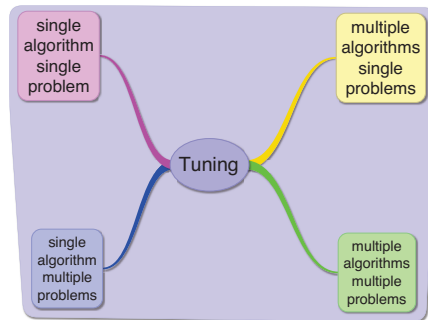 single
algorithm
single
problem
multiple
algorithms
single
problems
Tuning
single
algorithm
multiple
problems
multiple
algorithms
multiple
problems